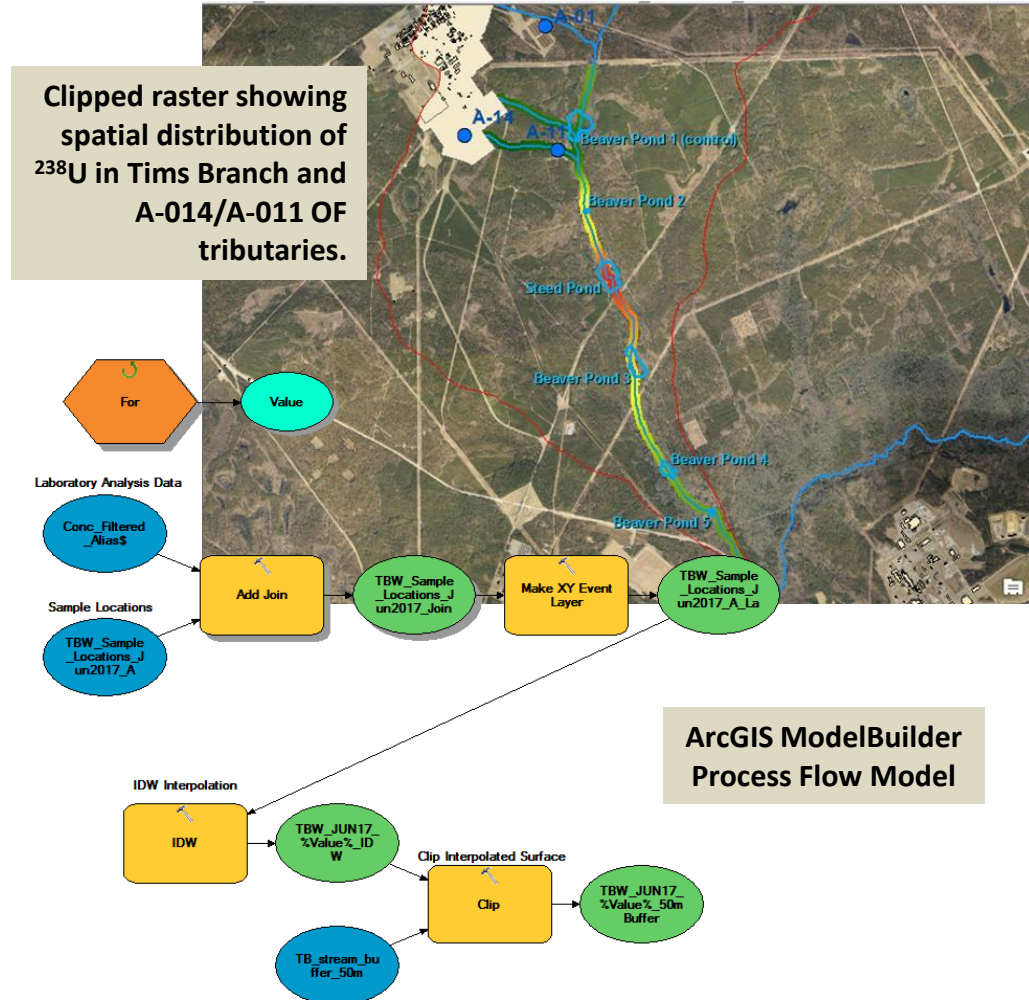 A-01
Clipped raster showing
spatial distribution of
²³⁸U in Tims Branch and
A-014/A-011 OF
tributaries.
A-14
A-11
Beaver Pond 1 (control)
Beaver Pond 2
Steed Pond
Beaver Pond 3
Beaver Pond 4
Beaver Pond 5
For
Value
Laboratory Analysis Data
Conc_Filtered
_Alias$
Sample Locations
TBW_Sample
_Locations_J
un2017_A
Add Join
TBW_Sample
_Locations_J
un2017_Join
Make XY Event
Layer
TBW_Sample
_Locations_J
un2017_A_La
ArcGIS ModelBuilder
Process Flow Model
IDW Interpolation
IDW
TBW_JUN17_
%Value%_ID
W
Clip Interpolated Surface
Clip
TBW_JUN17_
%Value%_50m
Buffer
TB_stream_bu
ffer_50m